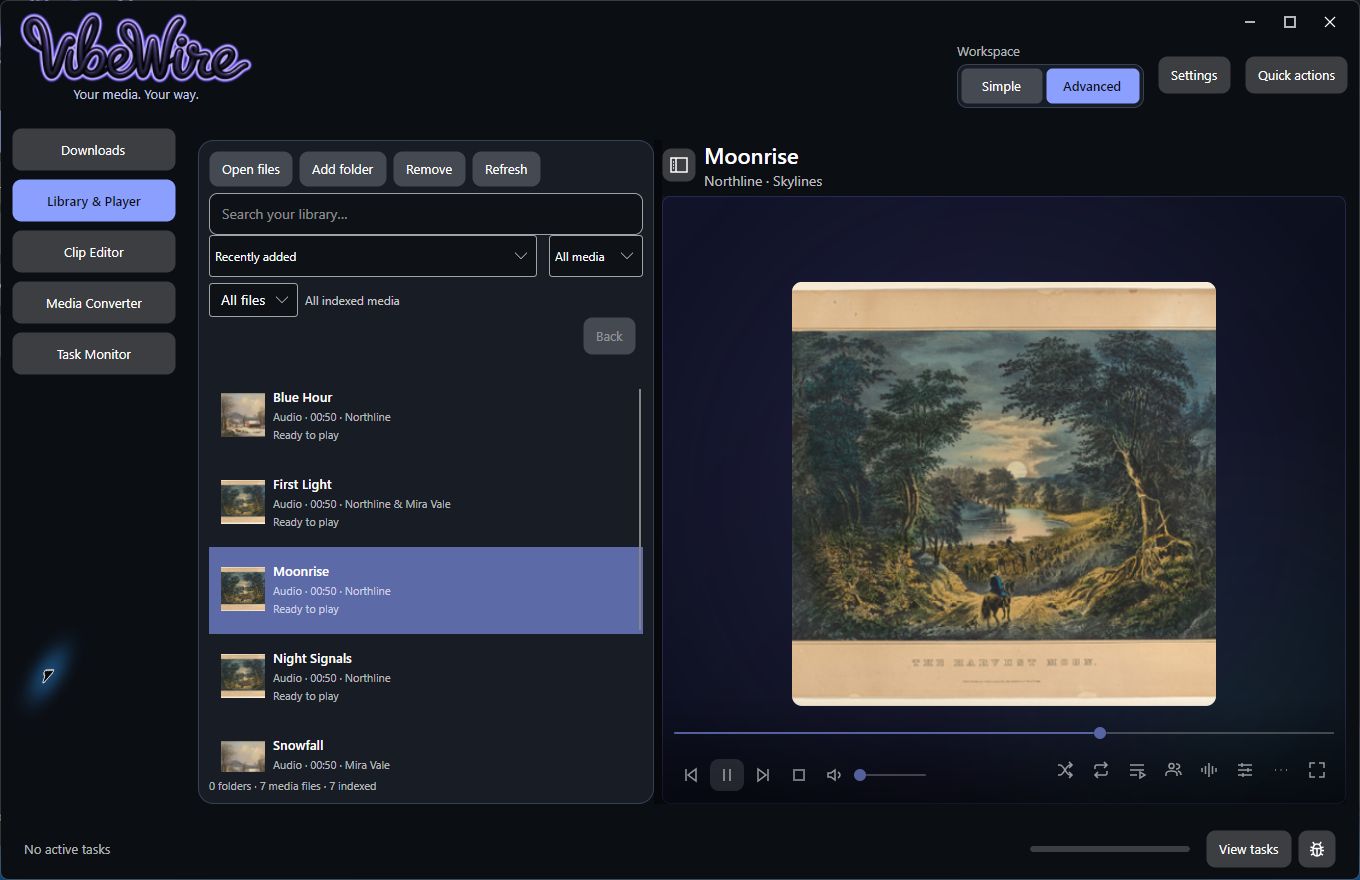 VibeWire
Your media. Your way.
Workspace
Simple
Advanced
Settings
Quick actions
Downloads
Library & Player
Clip Editor
Media Converter
Task Monitor
Open files
Add folder
Remove
Refresh
Search your library...
Recently added
All media
All files
All indexed media
Back
Blue Hour
Audio · 00:50 · Northline
Ready to play
First Light
Audio · 00:50 · Northline & Mira Vale
Ready to play
Moonrise
Audio · 00:50 · Northline
Ready to play
Night Signals
Audio · 00:50 · Northline
Ready to play
Snowfall
Audio · 00:50 · Mira Vale
0 folders · 7 media files · 7 indexed
Moonrise
Northline · Skylines
THE HARVEST MOON.
No active tasks
View tasks